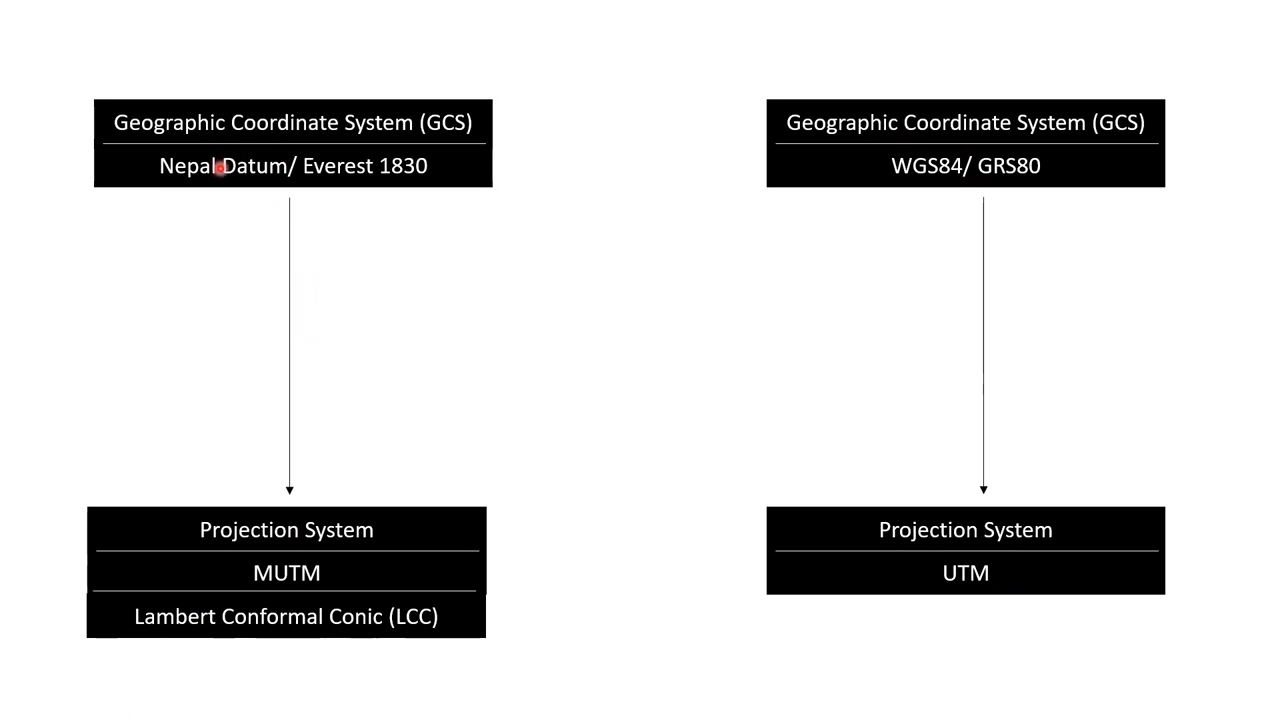 Geographic Coordinate System (GCS)
Nepal Datum/ Everest 1830
Projection System
MUTM
Lambert Conformal Conic (LCC)
Geographic Coordinate System (GCS)
WGS84/ GRS80
Projection System
UTM